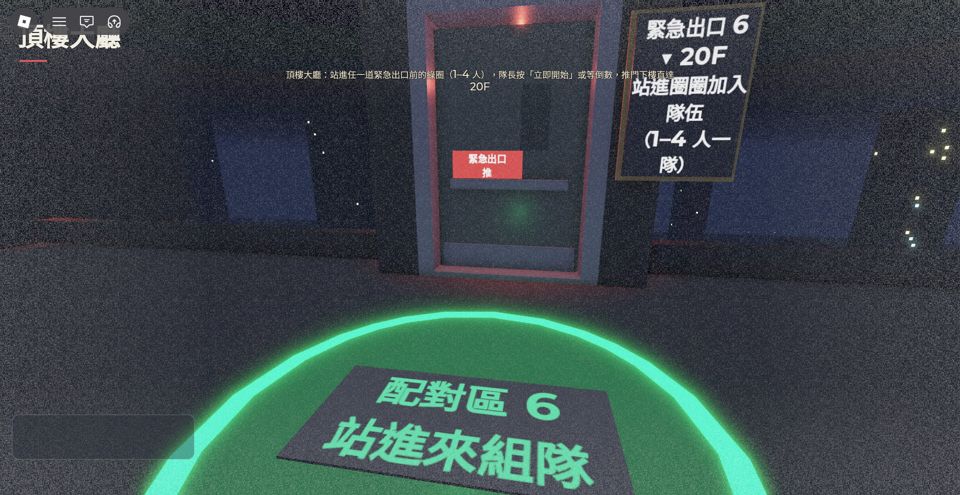 頂樓大廳
頂樓大廳：站進任一道緊急出口前的綠圈（1–4 人），隊長按「立即開始」或等倒數，推門下樓直達
20F
緊急出口 6
▼ 20F
站進圈圈加入
隊伍
（1–4 人一
隊）
緊急出口
推
配對區 6
站進來組隊